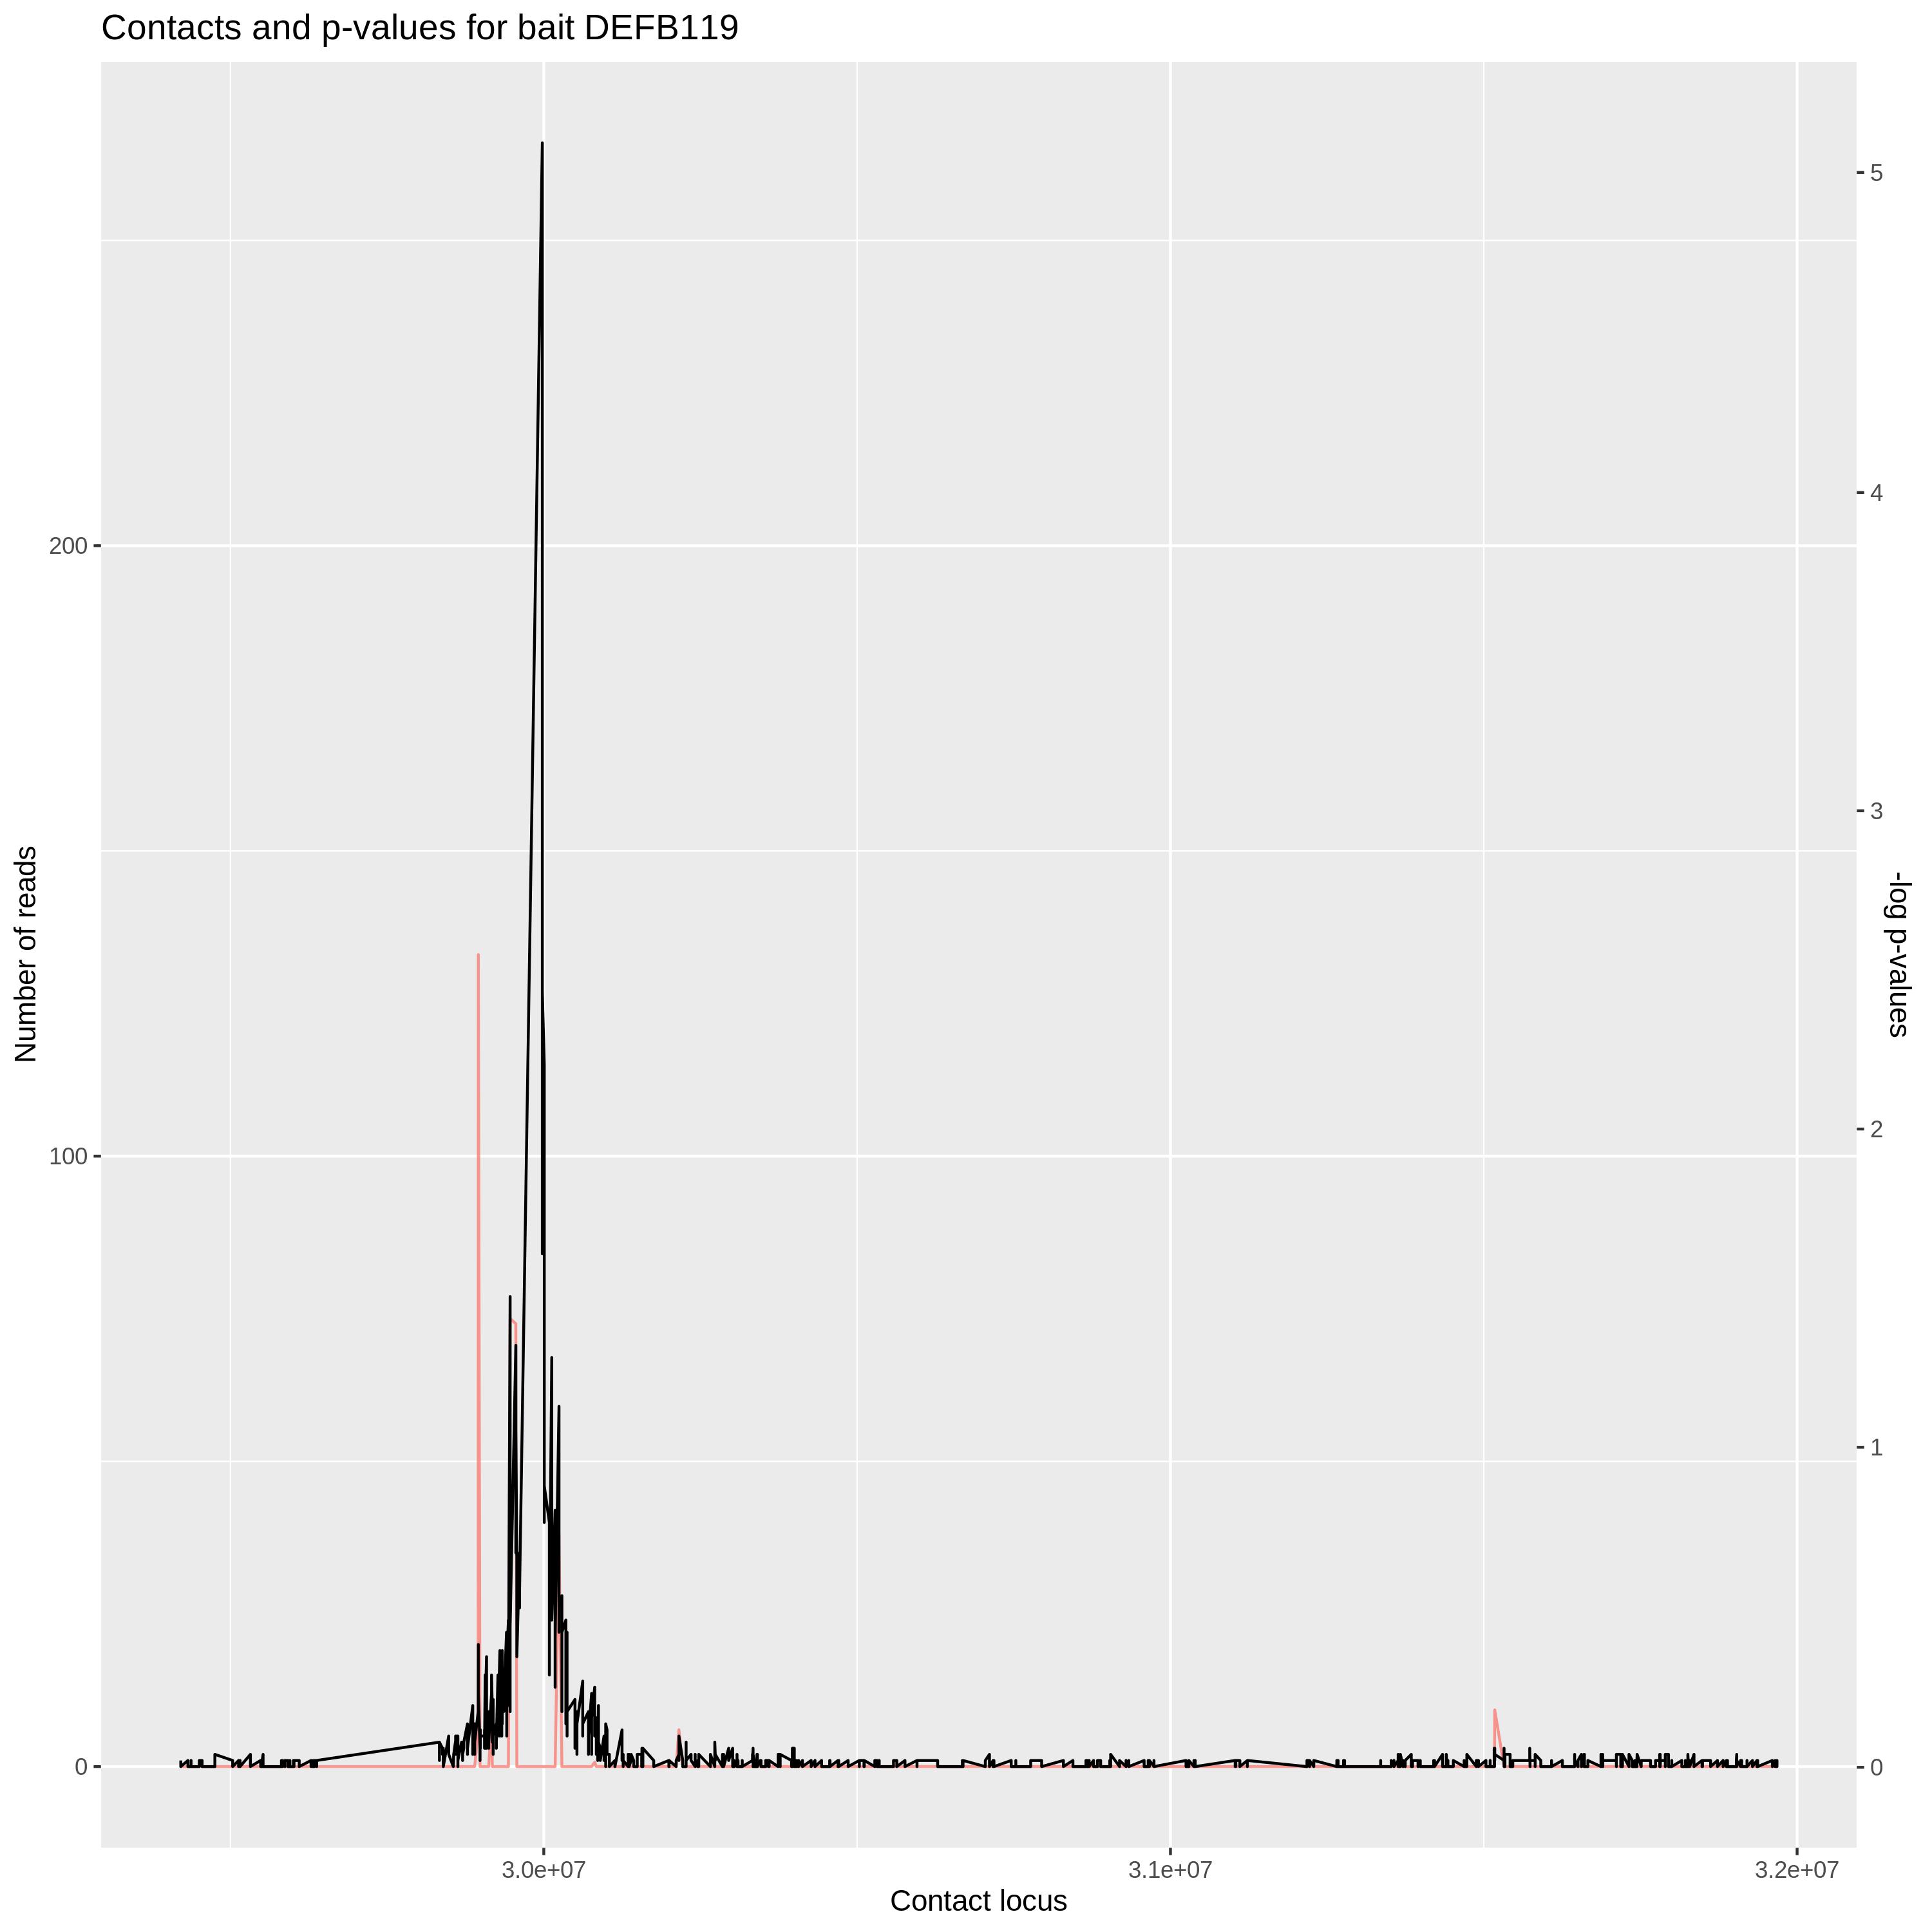 Contacts and p-values for bait DEFB119
Number of reads
200
100
0
5
4
3
2
1
0
-log p-values
3.0e+07
3.1e+07
3.2e+07
Contact locus